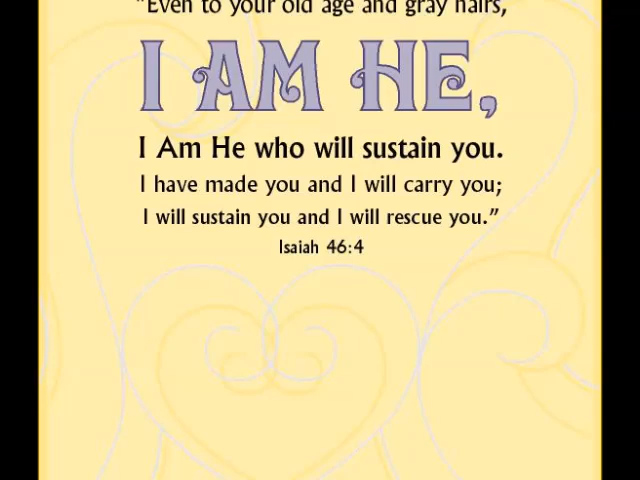 “Even to your old age and gray hairs,
I AM HE,
I Am He who will sustain you.
I have made you and I will carry you;
I will sustain you and I will rescue you.”
Isaiah 46:4